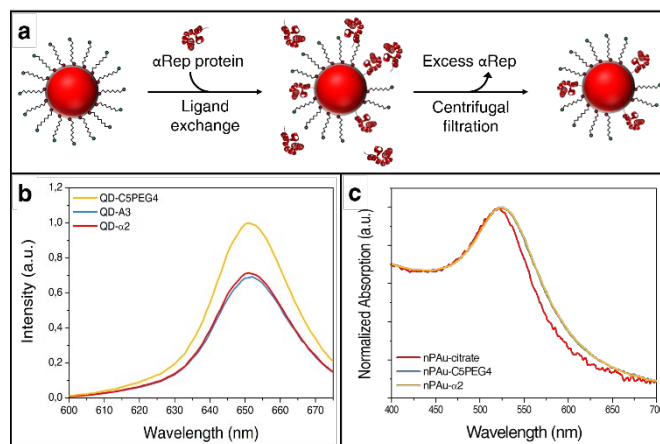 a
αRep protein
Ligand
exchange
Excess αRep
Centrifugal
filtration
b
QD-C5PEG4
QD-A3
QD-α2
Intensity (a.u.)
1,2
1,0
0,8
0,6
0,4
0,2
0,0
600 610 620 630 640 650 660 670
Wavelength (nm)
c
Normalized Absorption (a.u.)
nPAu-citrate
nPAu-C5PEG4
nPAu-α2
400 450 500 550 600 650 700
Wavelength (nm)